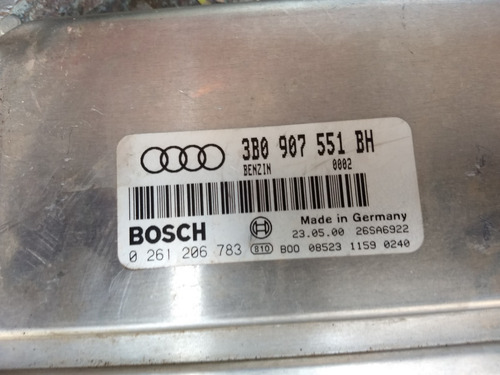 3B0 907 551 BH
BENZIN 0002
BOSCH Made in Germany
23.05.00 26SA6922
0 261 206 783 810 B00 08523 1159 0240